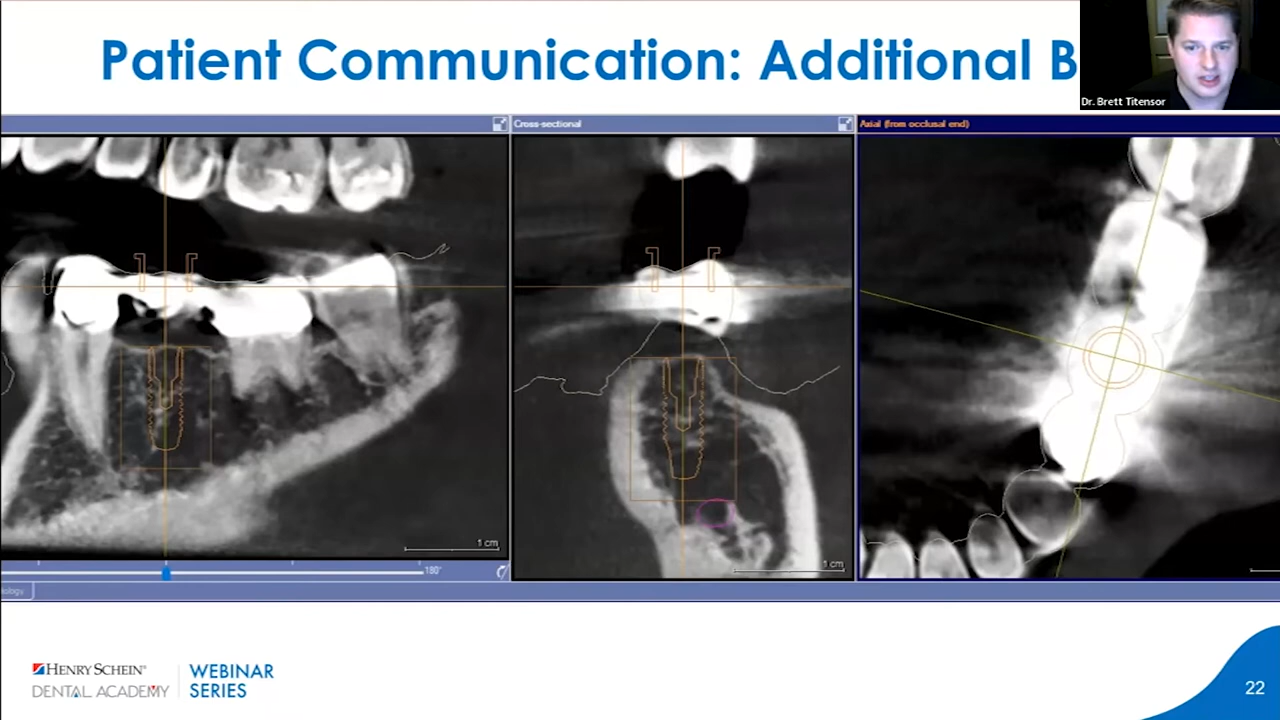 Patient Communication: Additional B
Dr. Brett Titensor
Cross-sectional
Axial (from occlusal end)
1 cm
1 cm
180°
HENRY SCHEIN®
DENTAL ACADEMY
WEBINAR
SERIES
22